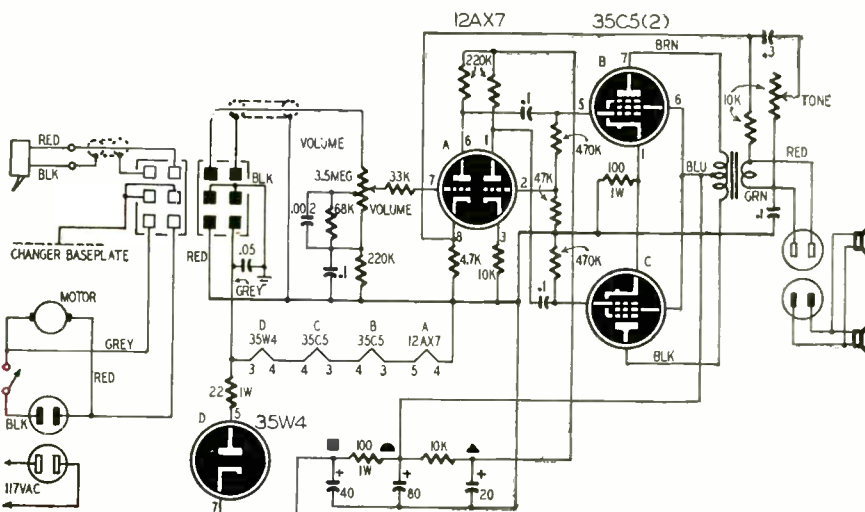 12AX7 35C5(2)
BRN
B 7
.3
220K
10K
TONE
.1
5 6
RED
BLK
VOLUME
3.5MEG
33K
A 6 1
7 2
470K
47K
100
1W
1
BLU
RED
GRN
BLK
.002
68K
VOLUME
.1
8 3
4.7K
10K
220K
.1
.1
470K
C
CHANGER BASEPLATE
RED
.05
GREY
MOTOR
GREY
RED
BLK
D C B A
35W4 35C5 35C5 12AX7
3 4 4 3 4 3 5 4
7
BLK
22 1W
D 5
35W4
100
1W
10K
+ + +
40 80 20
117VAC
7